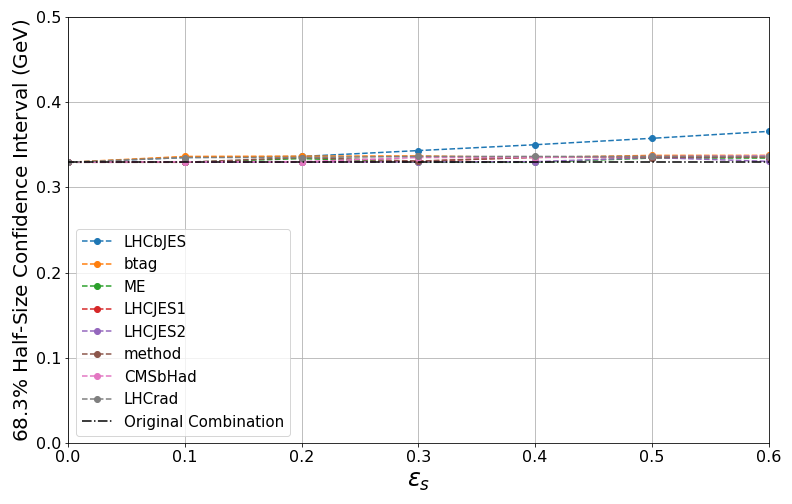 68.3% Half-Size Confidence Interval (GeV)
0.5
0.4
0.3
0.2
0.1
0.0
LHCbJES
btag
ME
LHCJES1
LHCJES2
method
CMSbHad
LHCrad
Original Combination
0.0 0.1 0.2 0.3 0.4 0.5 0.6
εs